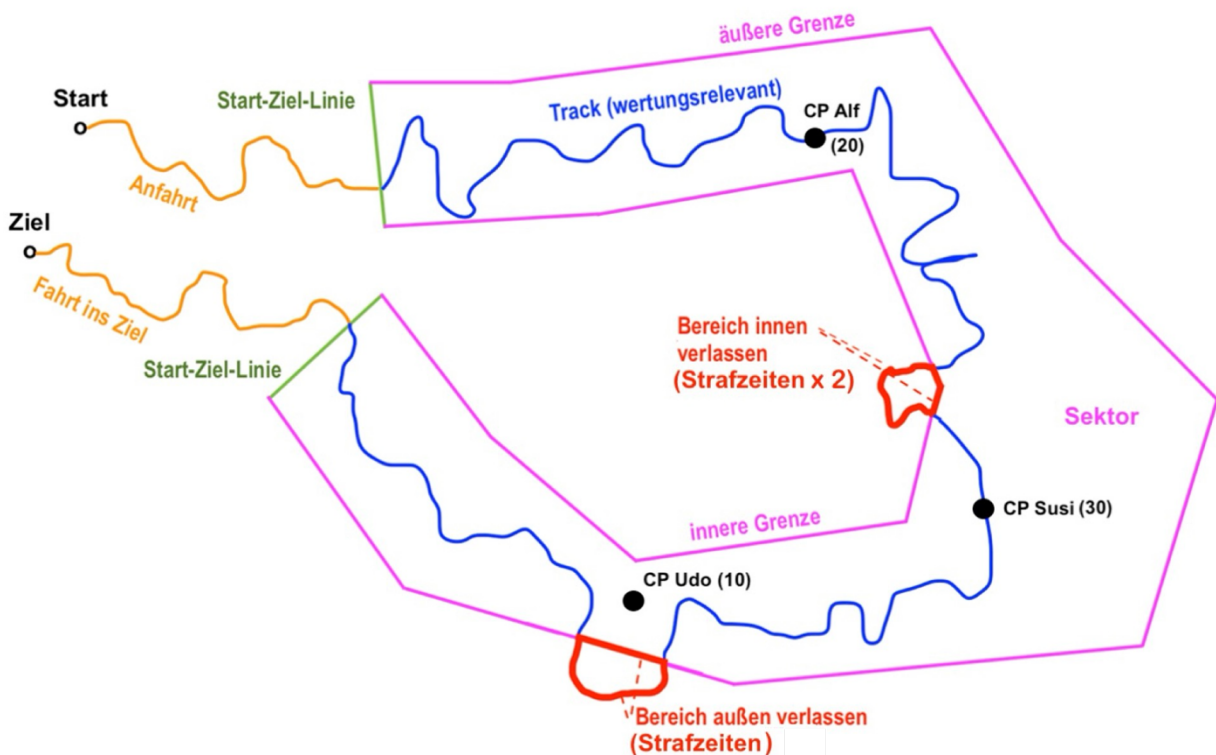 äußere Grenze
Start
Start-Ziel-Linie
Track (wertungsrelevant)
CP Alf
(20)
Anfahrt
Ziel
Fahrt ins Ziel
Start-Ziel-Linie
Bereich innen
verlassen
(Strafzeiten x 2)
Sektor
CP Susi (30)
innere Grenze
CP Udo (10)
Bereich außen verlassen
(Strafzeiten)